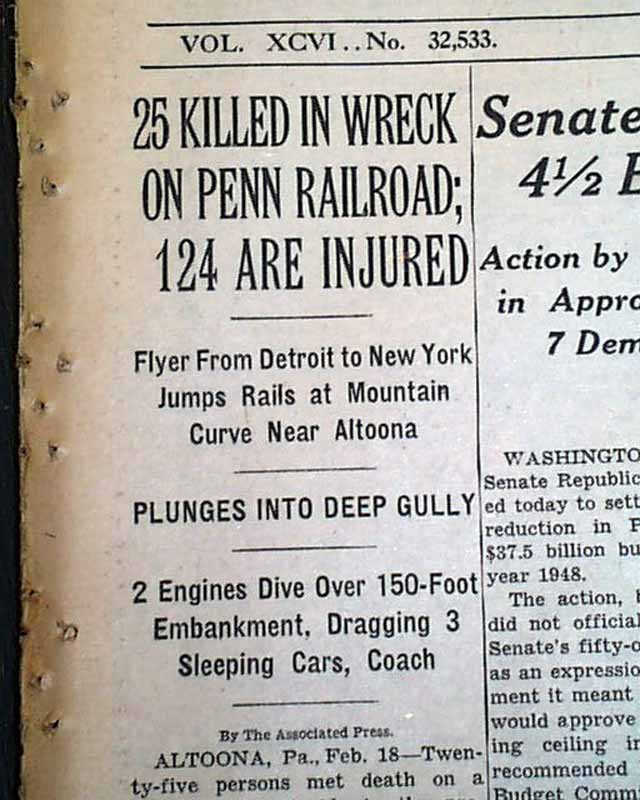 VOL. XCVI..No. 32,533.
25 KILLED IN WRECK
ON PENN RAILROAD;
124 ARE INJURED
Flyer From Detroit to New York
Jumps Rails at Mountain
Curve Near Altoona
PLUNGES INTO DEEP GULLY
2 Engines Dive Over 150-Foot
Embankment, Dragging 3
Sleeping Cars, Coach
By The Associated Press.
ALTOONA, Pa., Feb. 18—Twen-
ty-five persons met death on a
Senate
4½
Action by
in Appro
7 Dem
WASHINGTO
Senate Republic
ed today to sett
reduction in
$37.5 billion bu
year 1948.
The action,
did not official
Senate's fifty-o
as an expressio
ment it meant
would approve
ing ceiling in
recommended
Budget Comm